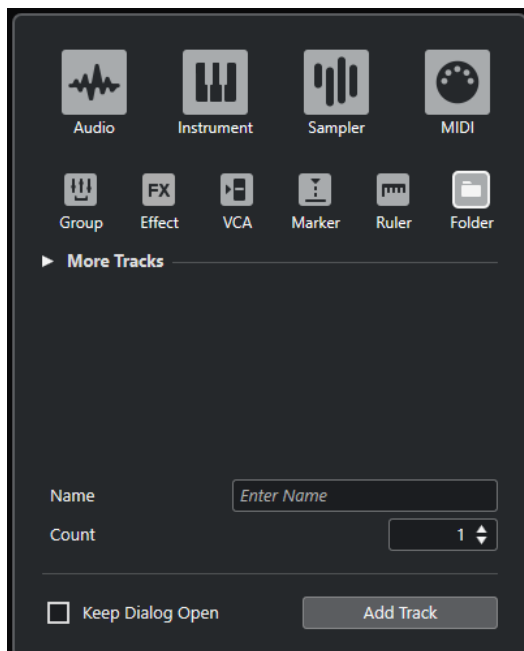 Audio Instrument Sampler MIDI
FX
Group Effect VCA Marker Ruler Folder
More Tracks
Name Enter Name
Count 1
Keep Dialog Open Add Track